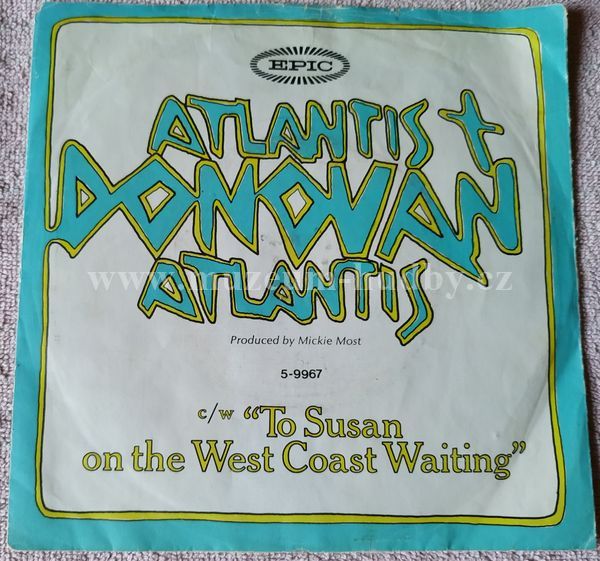 EPIC
ATLANTIS +
DONOVAN
ATLANTIS
www.muzeum-hudby.cz
Produced by Mickie Most
5-9967
c/w "To Susan
on the West Coast Waiting"